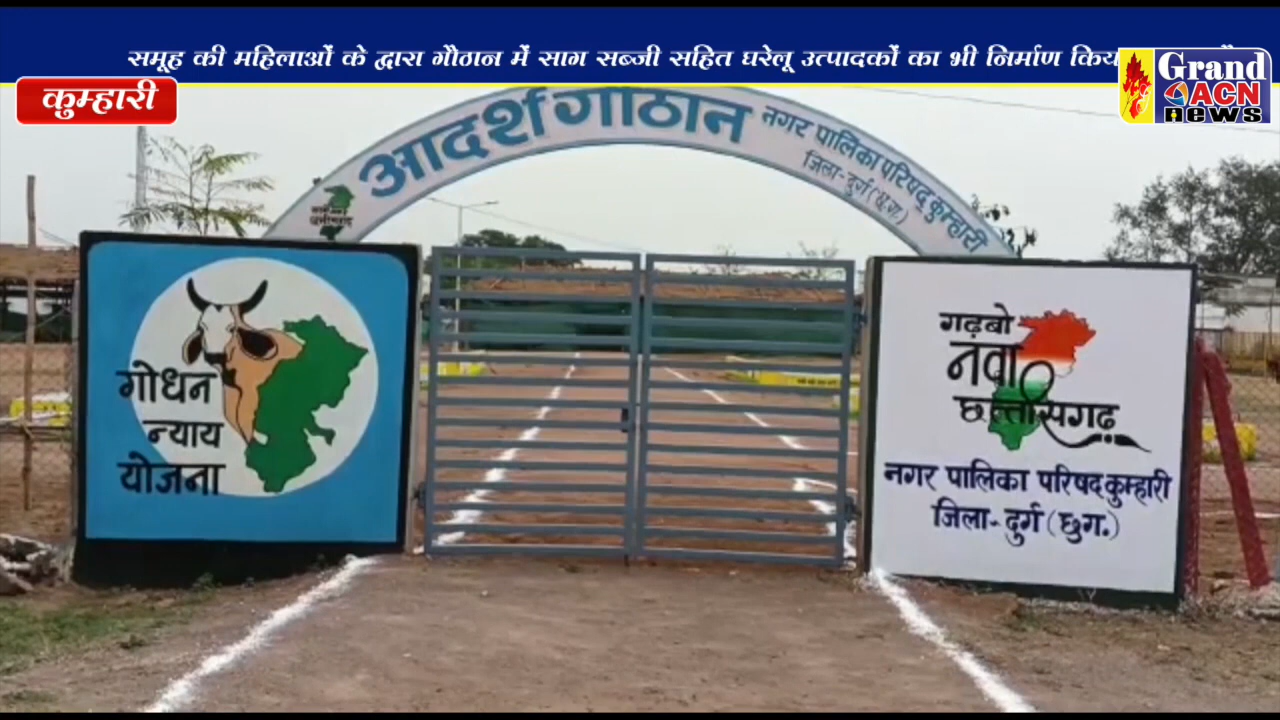 समूह की महिलाओं के द्वारा गौठान में साग सब्जी सहित घरेलू उत्पादकों का भी निर्माण
Grand
ACN
news
कुम्हारी
आदर्श गौठान
नगर पालिका परिषद् कुम्हारी
जिला-दुर्ग (छ.ग.)
गोधन
न्याय
योजना
गढ़बो
नवा
छत्तीसगढ़
नगर पालिका परिषद कुम्हारी
जिला-दुर्ग (छ.ग.)